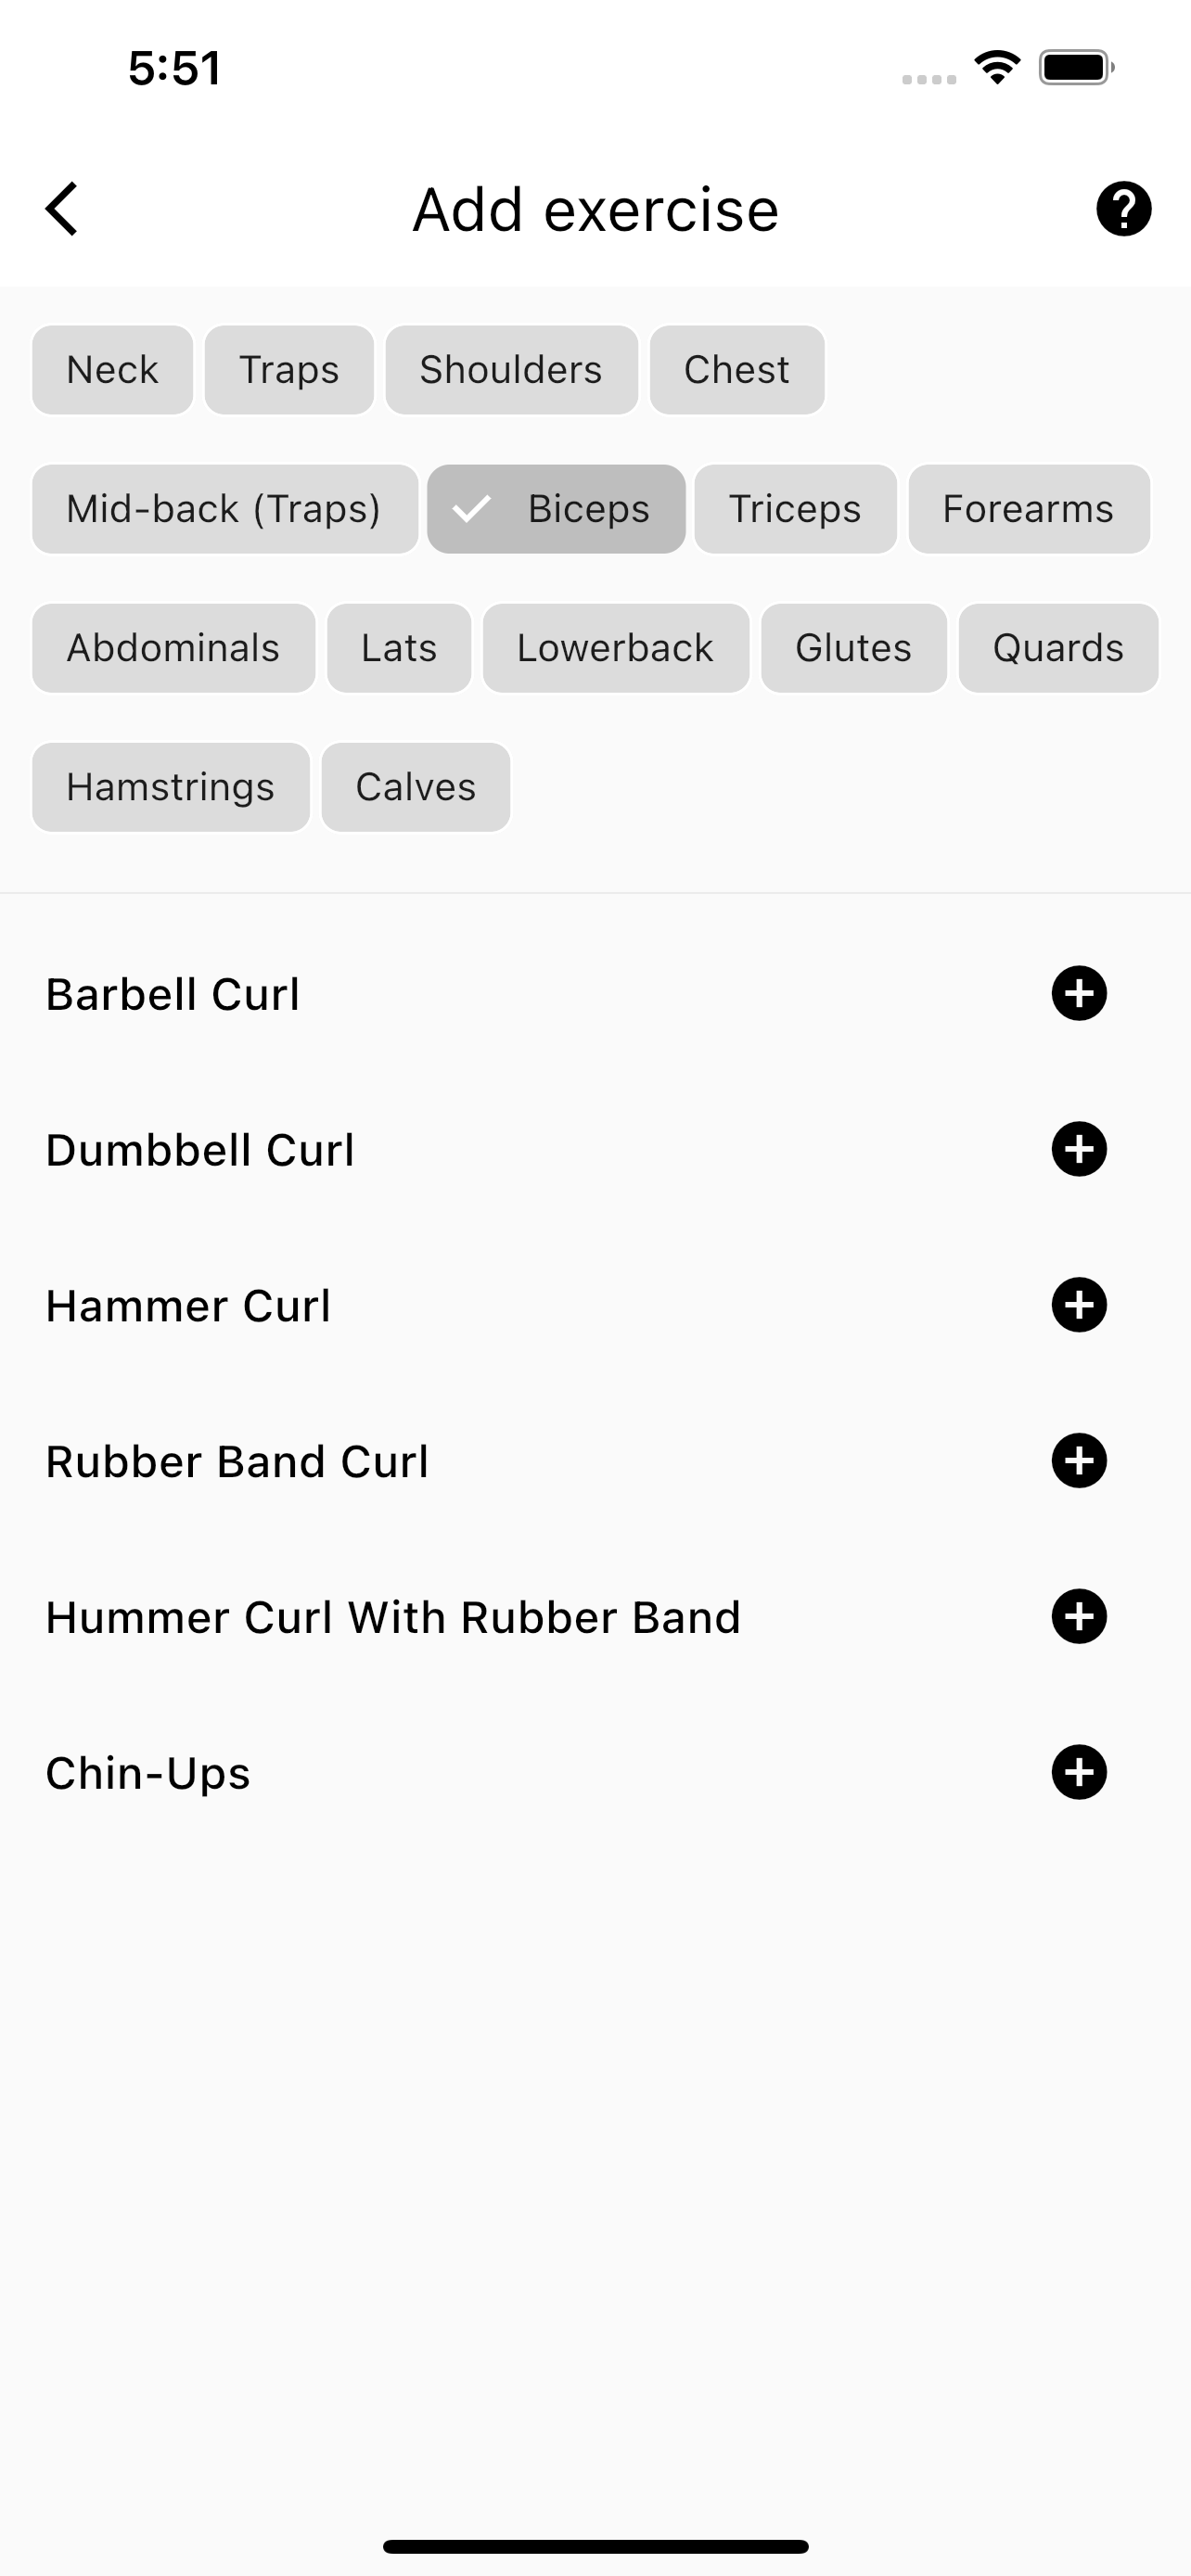 5:51
Add exercise
Neck Traps Shoulders Chest
Mid-back (Traps) Biceps Triceps Forearms
Abdominals Lats Lowerback Glutes Quards
Hamstrings Calves
Barbell Curl
Dumbbell Curl
Hammer Curl
Rubber Band Curl
Hummer Curl With Rubber Band
Chin-Ups